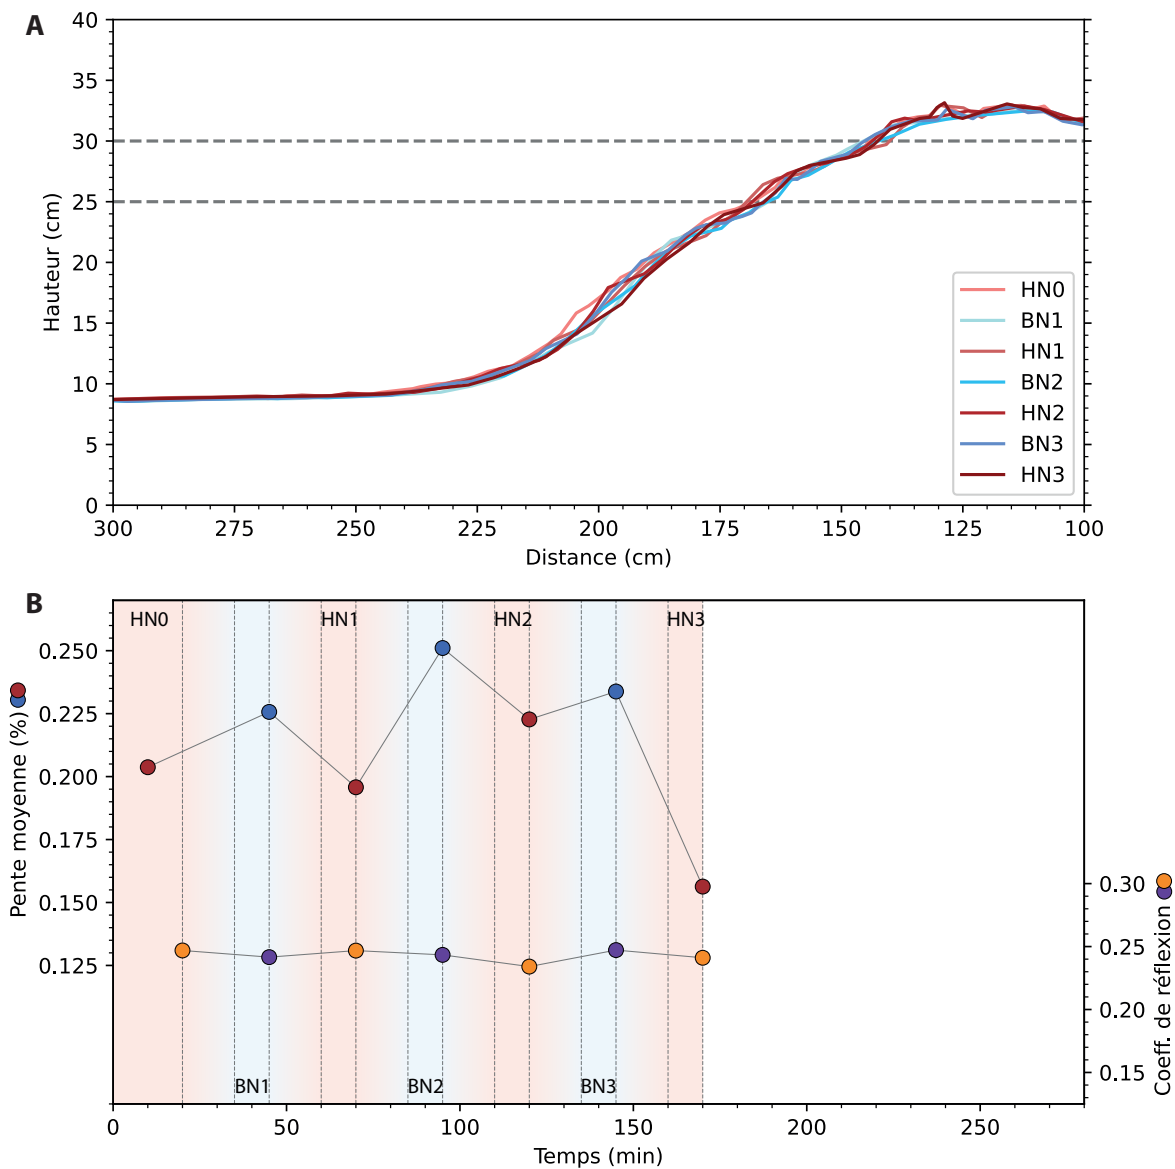 A
40
35
30
25
20
15
10
5
0
Hauteur (cm)
300 275 250 225 200 175 150 125 100
Distance (cm)
HN0
BN1
HN1
BN2
HN2
BN3
HN3
B
HN0 HN1 HN2 HN3
0.250
0.225
0.200
0.175
0.150
0.125
Pente moyenne (%)
0.30
0.25
0.20
0.15
Coeff. de réflexion
BN1 BN2 BN3
0 50 100 150 200 250
Temps (min)